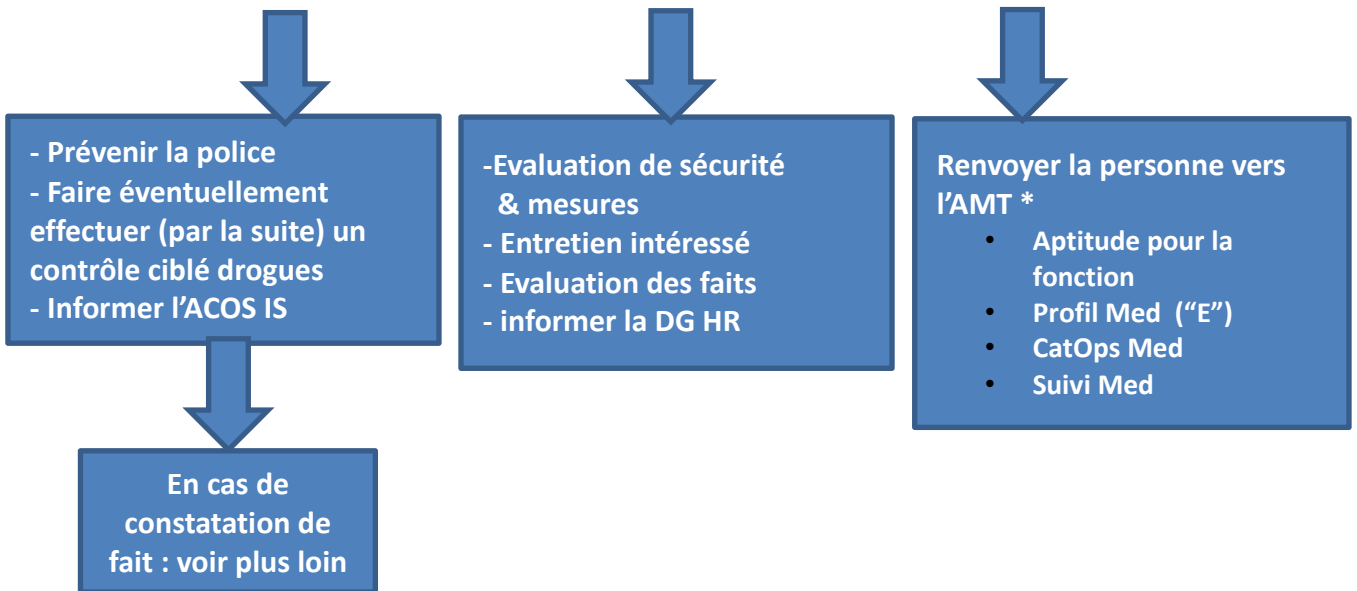 - Prévenir la police
- Faire éventuellement
effectuer (par la suite) un
contrôle ciblé drogues
- Informer l’ACOS IS
-Evaluation de sécurité
& mesures
- Entretien intéressé
- Evaluation des faits
- informer la DG HR
Renvoyer la personne vers
l’AMT *
• Aptitude pour la
fonction
• Profil Med (“E”)
• CatOps Med
• Suivi Med
En cas de
constatation de
fait : voir plus loin